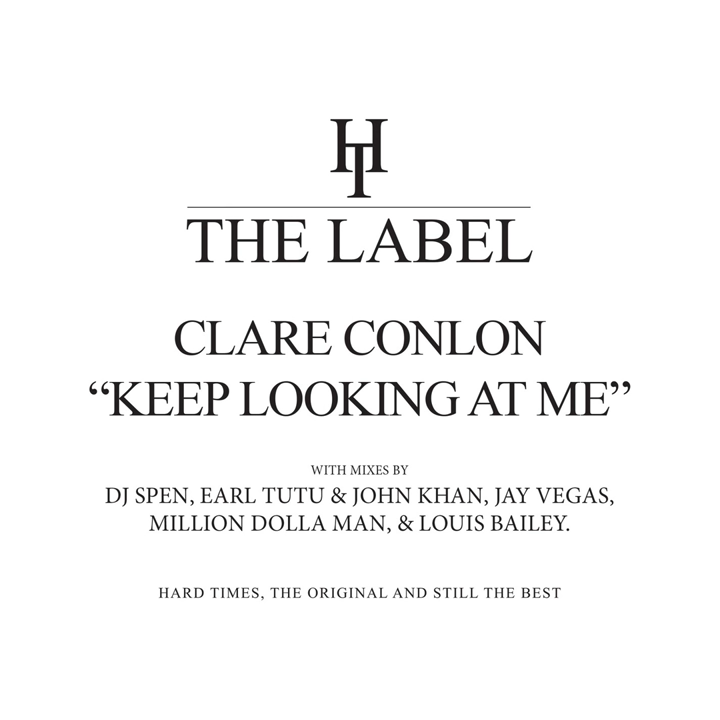 HT
THE LABEL
CLARE CONLON
“KEEP LOOKING AT ME”
WITH MIXES BY
DJ SPEN, EARL TUTU & JOHN KHAN, JAY VEGAS,
MILLION DOLLA MAN, & LOUIS BAILEY.
HARD TIMES, THE ORIGINAL AND STILL THE BEST